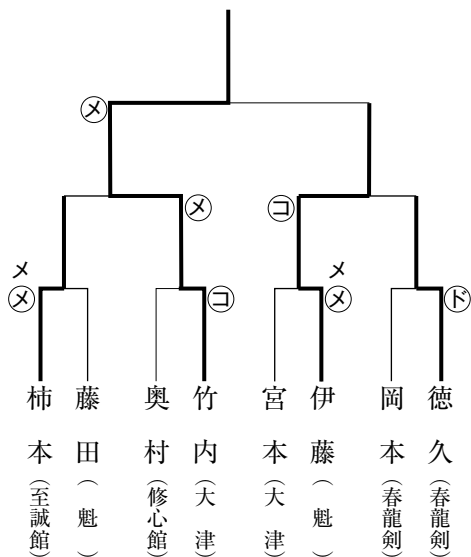 ㋱
㋱
㋙
メ
㋱
㋙
メ
㋱
㋣゙
柿本（至誠館）
藤田（魁）
奥村（修心館）
竹内（大津）
宮本（大津）
伊藤（魁）
岡本（春龍剣）
徳久（春龍剣）